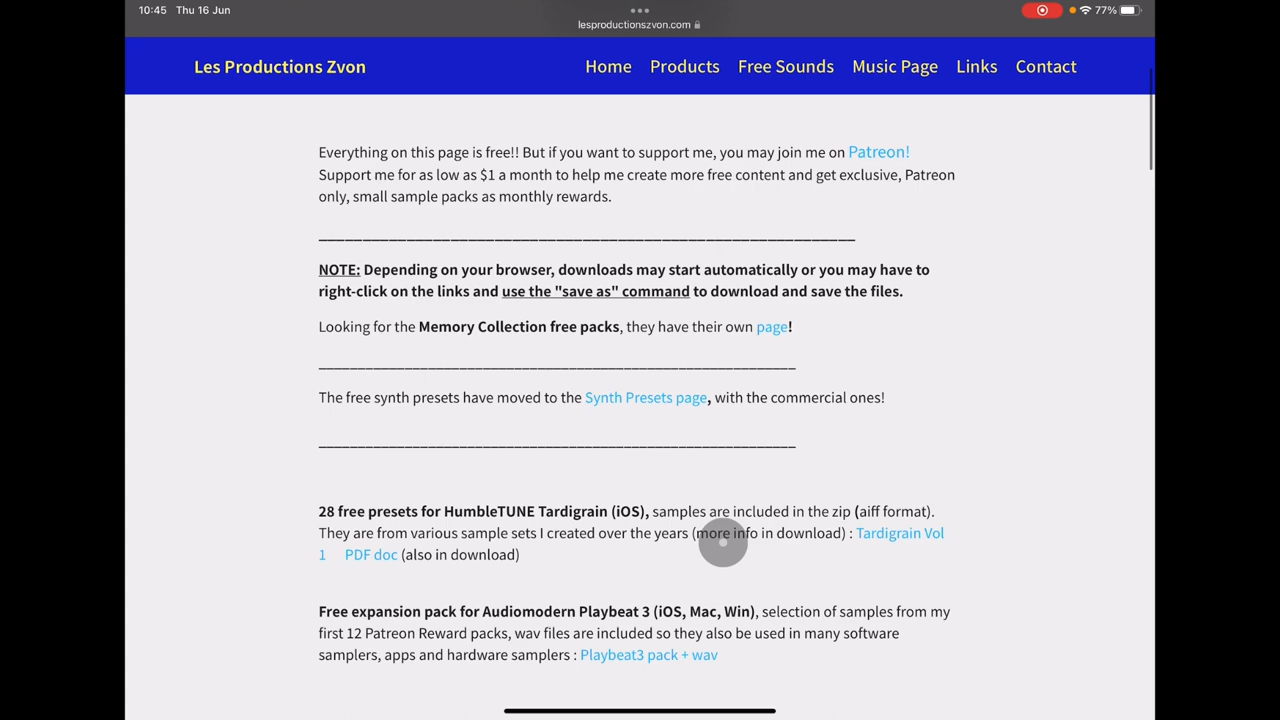 10:45 Thu 16 Jun
lesproductionszvon.com
77%
Les Productions Zvon
Home Products Free Sounds Music Page Links Contact
Everything on this page is free!! But if you want to support me, you may join me on Patreon!
Support me for as low as $1 a month to help me create more free content and get exclusive, Patreon
only, small sample packs as monthly rewards.
NOTE: Depending on your browser, downloads may start automatically or you may have to
right-click on the links and use the "save as" command to download and save the files.
Looking for the Memory Collection free packs, they have their own page!
The free synth presets have moved to the Synth Presets page, with the commercial ones!
28 free presets for HumbleTUNE Tardigrain (iOS), samples are included in the zip (aiff format).
They are from various sample sets I created over the years (more info in download) : Tardigrain Vol
1 PDF doc (also in download)
Free expansion pack for Audiomodern Playbeat 3 (iOS, Mac, Win), selection of samples from my
first 12 Patreon Reward packs, wav files are included so they also be used in many software
samplers, apps and hardware samplers : Playbeat3 pack + wav